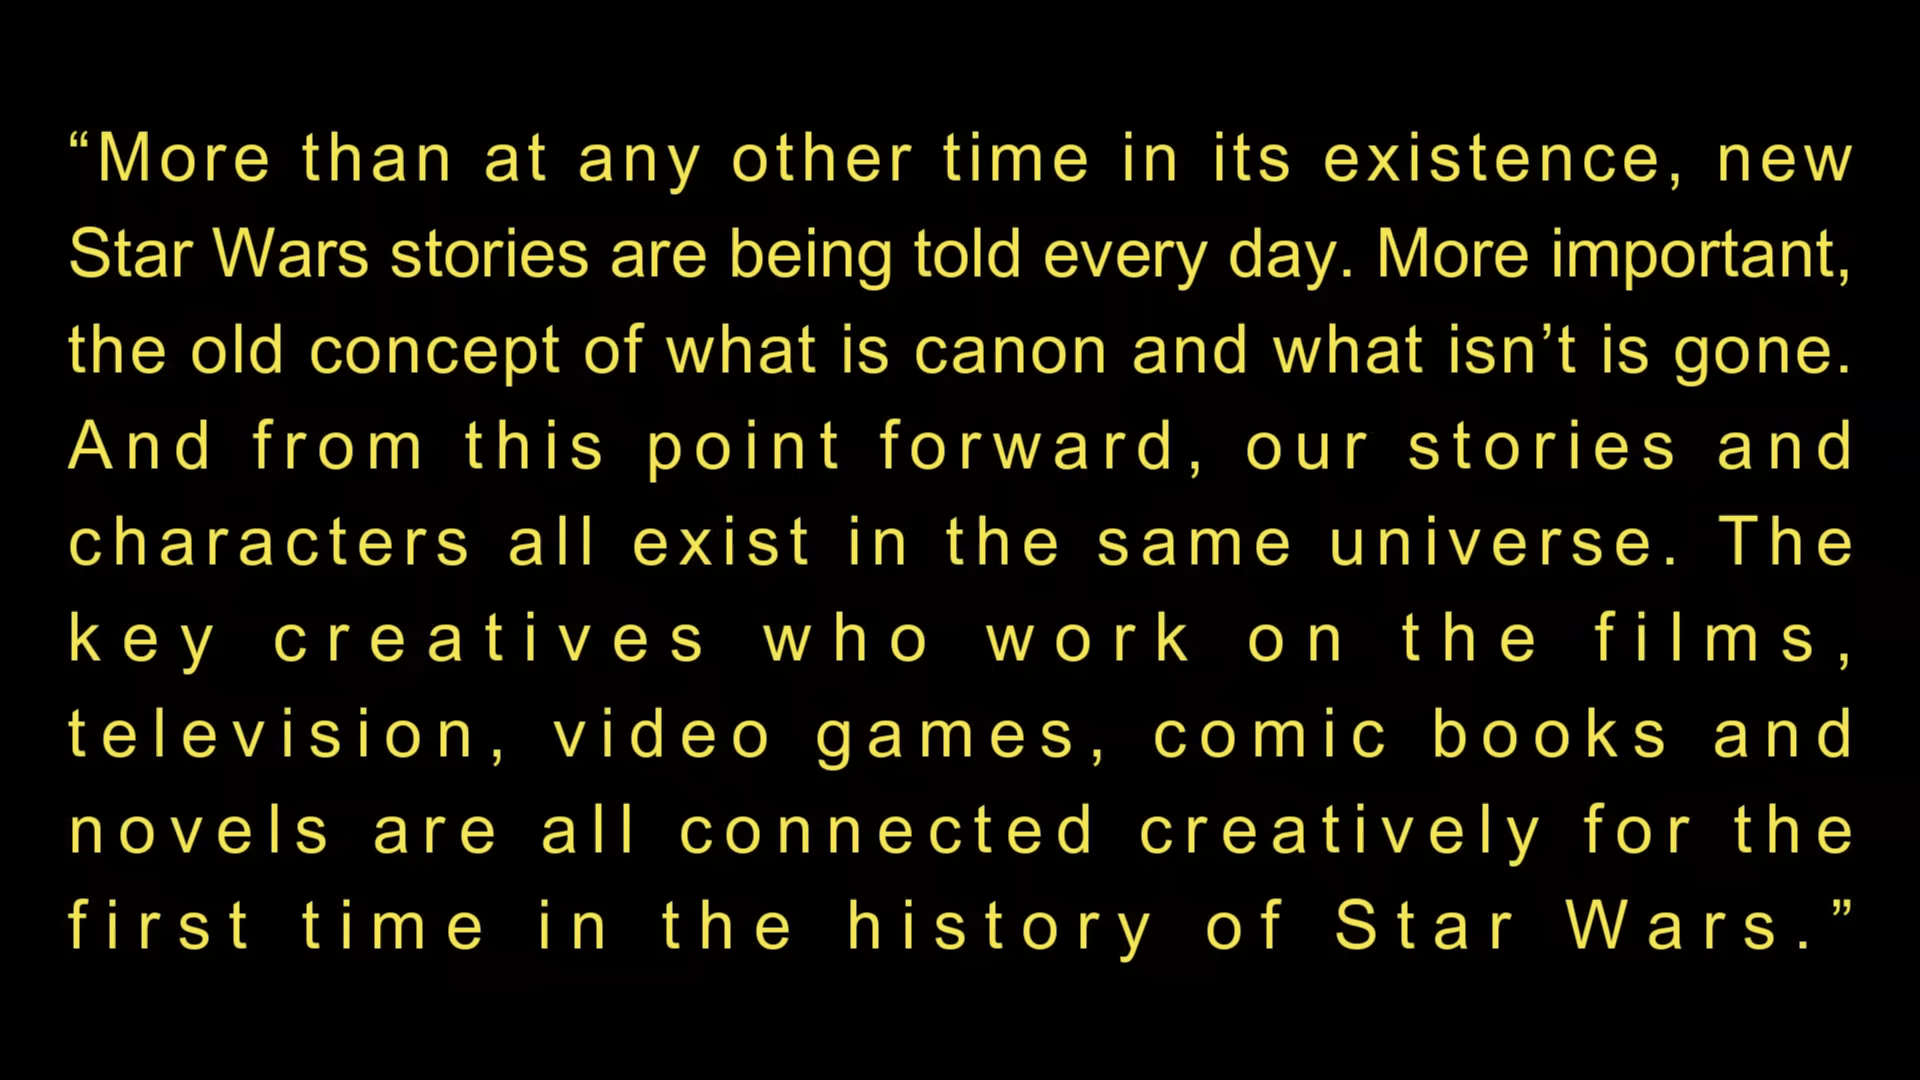 “More than at any other time in its existence, new
Star Wars stories are being told every day. More important,
the old concept of what is canon and what isn’t is gone.
And from this point forward, our stories and
characters all exist in the same universe. The
key creatives who work on the films,
television, video games, comic books and
novels are all connected creatively for the
first time in the history of Star Wars.”